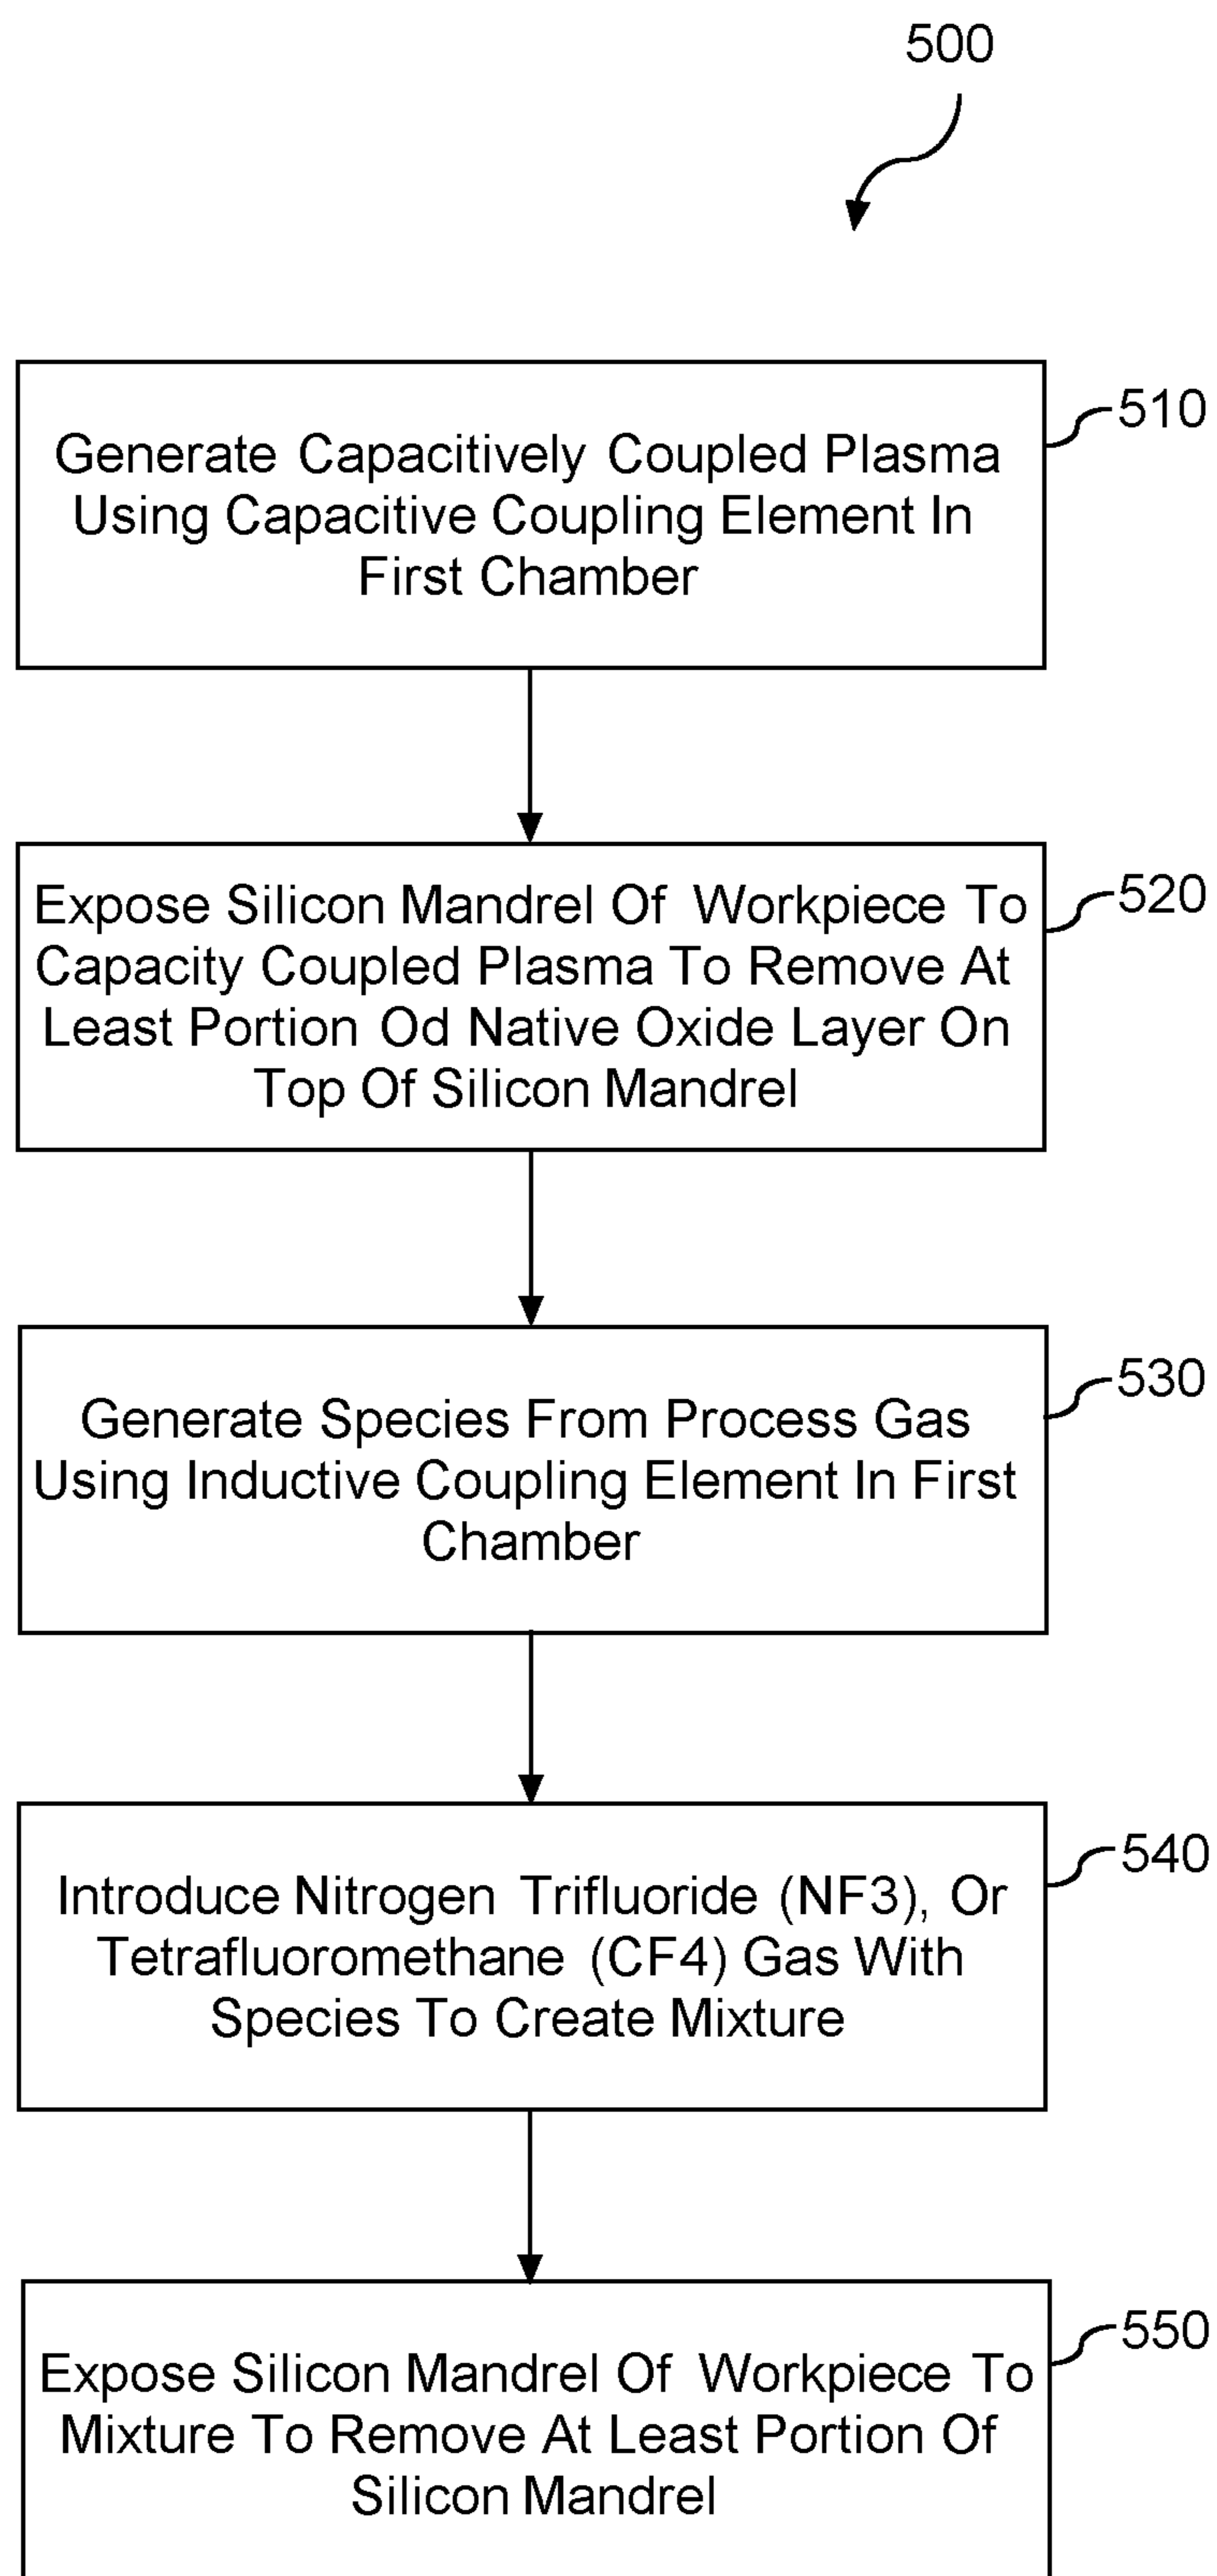 500
Generate Capacitively Coupled Plasma
Using Capacitive Coupling Element In
First Chamber
510
Expose Silicon Mandrel Of Workpiece To
Capacity Coupled Plasma To Remove At
Least Portion Od Native Oxide Layer On
Top Of Silicon Mandrel
520
Generate Species From Process Gas
Using Inductive Coupling Element In First
Chamber
530
Introduce Nitrogen Trifluoride (NF3), Or
Tetrafluoromethane (CF4) Gas With
Species To Create Mixture
540
Expose Silicon Mandrel Of Workpiece To
Mixture To Remove At Least Portion Of
Silicon Mandrel
550